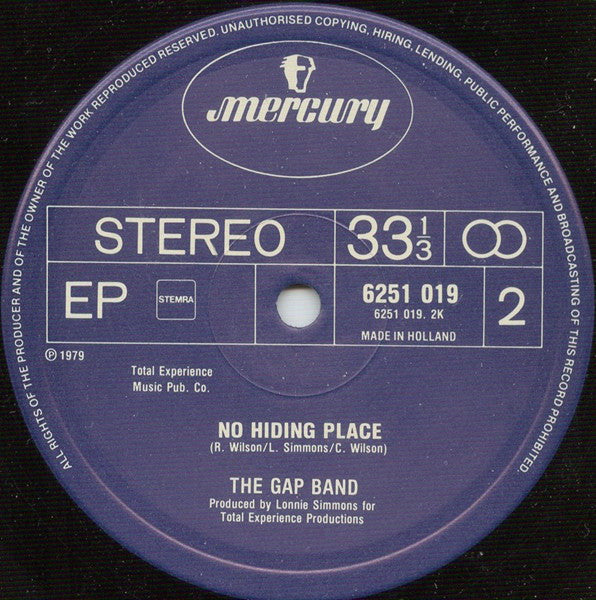 ALL RIGHTS OF THE PRODUCER AND OF THE OWNER OF THE WORK REPRODUCED RESERVED. UNAUTHORISED COPYING, HIRING, LENDING, PUBLIC PERFORMANCE AND BROADCASTING OF THIS RECORD PROHIBITED.
mercury
STEREO
33 1/3
EP
STEMRA
6251 019
6251 019. 2K
MADE IN HOLLAND
2
℗ 1979
Total Experience
Music Pub. Co.
NO HIDING PLACE
(R. Wilson/L. Simmons/C. Wilson)
THE GAP BAND
Produced by Lonnie Simmons for
Total Experience Productions